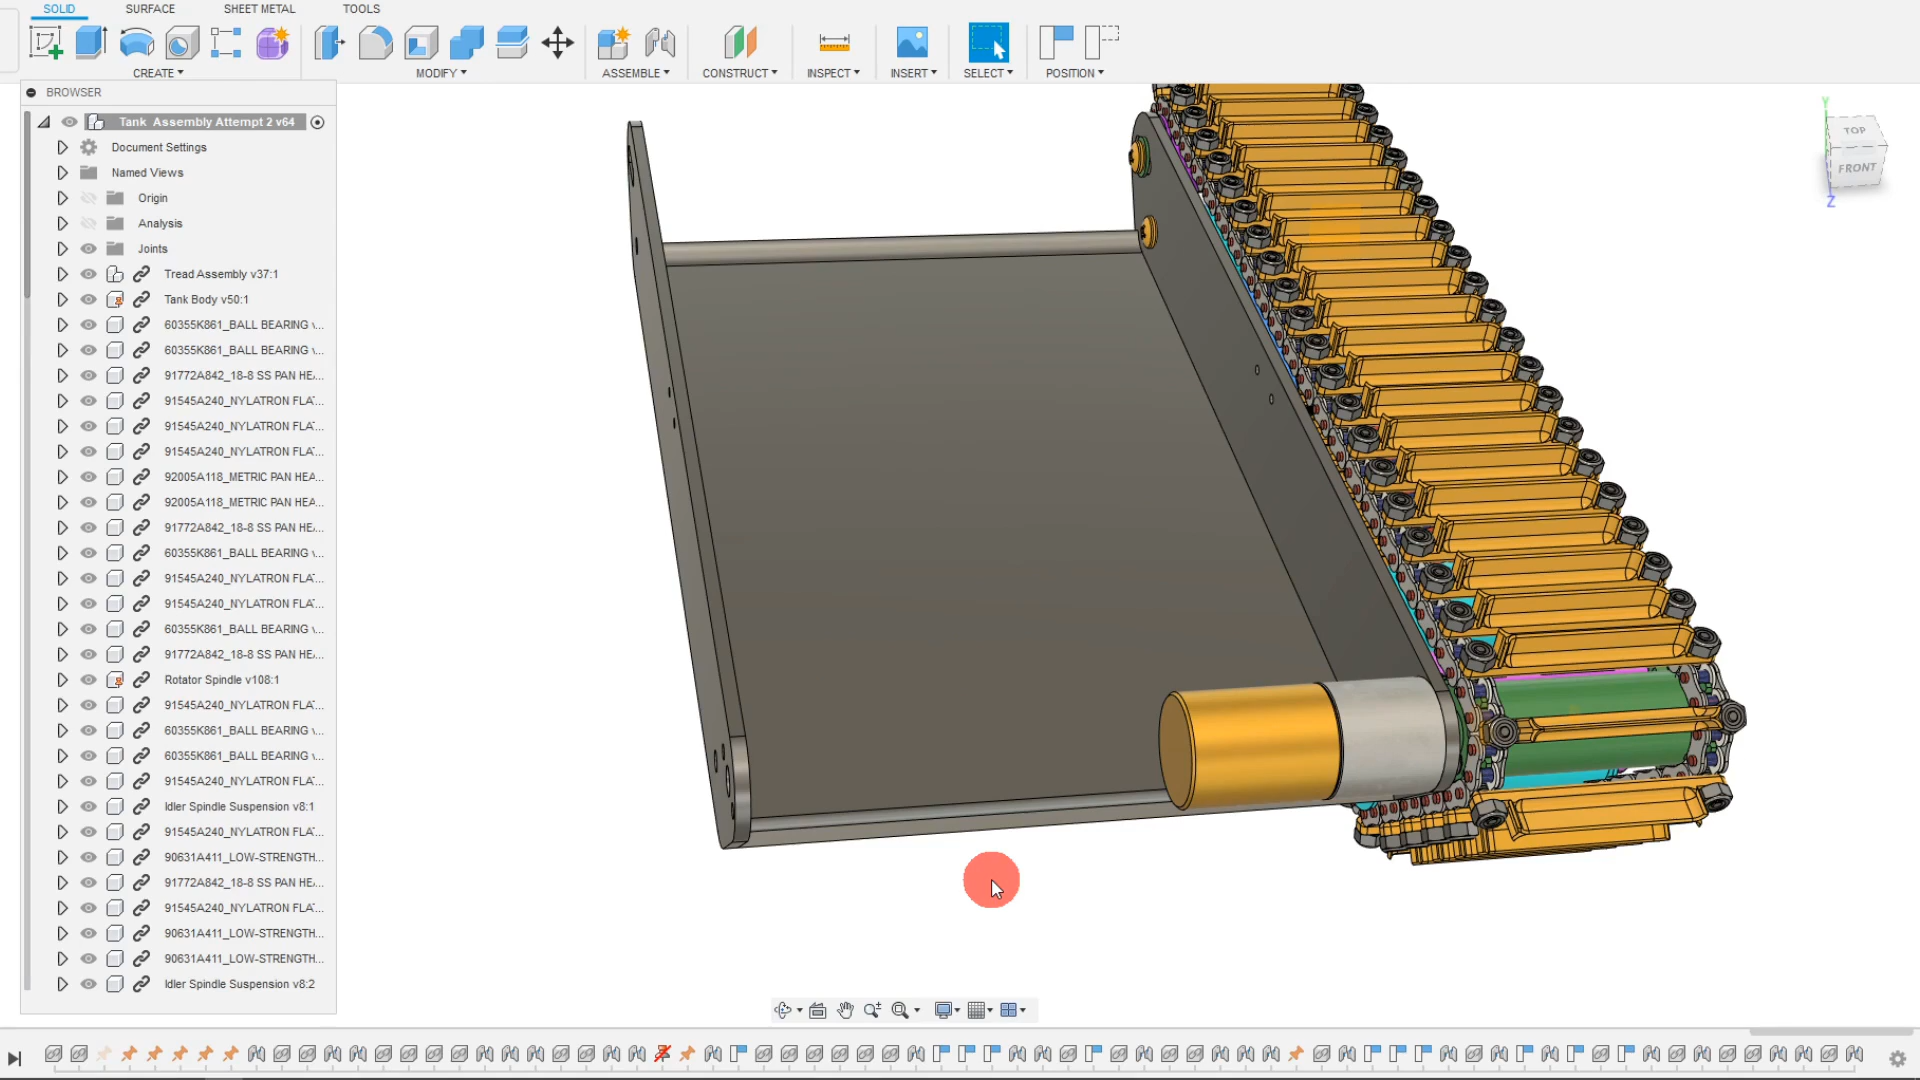 SOLID
SURFACE
SHEET METAL
TOOLS
CREATE
MODIFY
ASSEMBLE
CONSTRUCT
INSPECT
INSERT
SELECT
POSITION
BROWSER
Tank Assembly Attempt 2 v64
Document Settings
Named Views
Origin
Analysis
Joints
Tread Assembly v37:1
Tank Body v50:1
60355K861_BALL BEARING v...
60355K861_BALL BEARING v...
91772A842_18-8 SS PAN HE...
91545A240_NYLATRON FLA...
91545A240_NYLATRON FLA...
91545A240_NYLATRON FLA...
92005A118_METRIC PAN HEA...
92005A118_METRIC PAN HEA...
91772A842_18-8 SS PAN HE...
60355K861_BALL BEARING v...
91545A240_NYLATRON FLA...
91545A240_NYLATRON FLA...
60355K861_BALL BEARING v...
91772A842_18-8 SS PAN HE...
Rotator Spindle v108:1
91545A240_NYLATRON FLA...
60355K861_BALL BEARING v...
60355K861_BALL BEARING v...
91545A240_NYLATRON FLA...
Idler Spindle Suspension v8:1
91545A240_NYLATRON FLA...
90631A411_LOW-STRENGTH...
91772A842_18-8 SS PAN HE...
91545A240_NYLATRON FLA...
90631A411_LOW-STRENGTH...
90631A411_LOW-STRENGTH...
Idler Spindle Suspension v8:2
Y
TOP
FRONT
Z